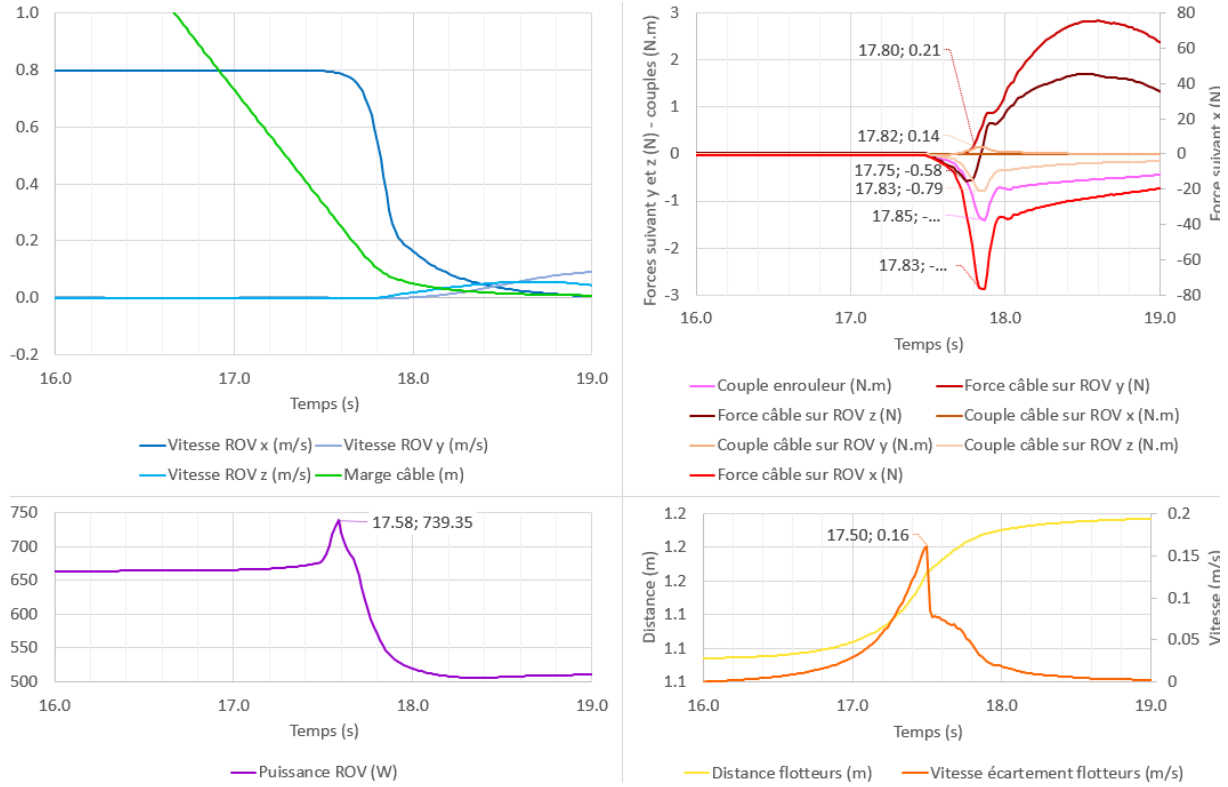 1.0
0.8
0.6
0.4
0.2
0.0
-0.2
16.0 17.0 18.0 19.0
Temps (s)
Vitesse ROV x (m/s) Vitesse ROV y (m/s)
Vitesse ROV z (m/s) Marge câble (m)
Forces suivant y et z (N) - couples (N.m)
3
2
1
0
-1
-2
-3
17.80; 0.21
17.82; 0.14
17.75; -0.58
17.83; -0.79
17.85; -...
17.83; -...
80
60
40
20
0
-20
-40
-60
-80
Force suivant x (N)
16.0 17.0 18.0 19.0
Temps (s)
Couple enrouleur (N.m) Force câble sur ROV y (N)
Force câble sur ROV z (N) Couple câble sur ROV x (N.m)
Couple câble sur ROV y (N.m) Couple câble sur ROV z (N.m)
Force câble sur ROV x (N)
750
700
650
600
550
500
17.58; 739.35
16.0 17.0 18.0 19.0
Temps (s)
Puissance ROV (W)
Distance (m)
1.2
1.2
1.2
1.1
1.1
1.1
17.50; 0.16
0.2
0.15
0.1
0.05
0
Vitesse (m/s)
16.0 17.0 18.0 19.0
Temps (s)
Distance flotteurs (m) Vitesse écartement flotteurs (m/s)